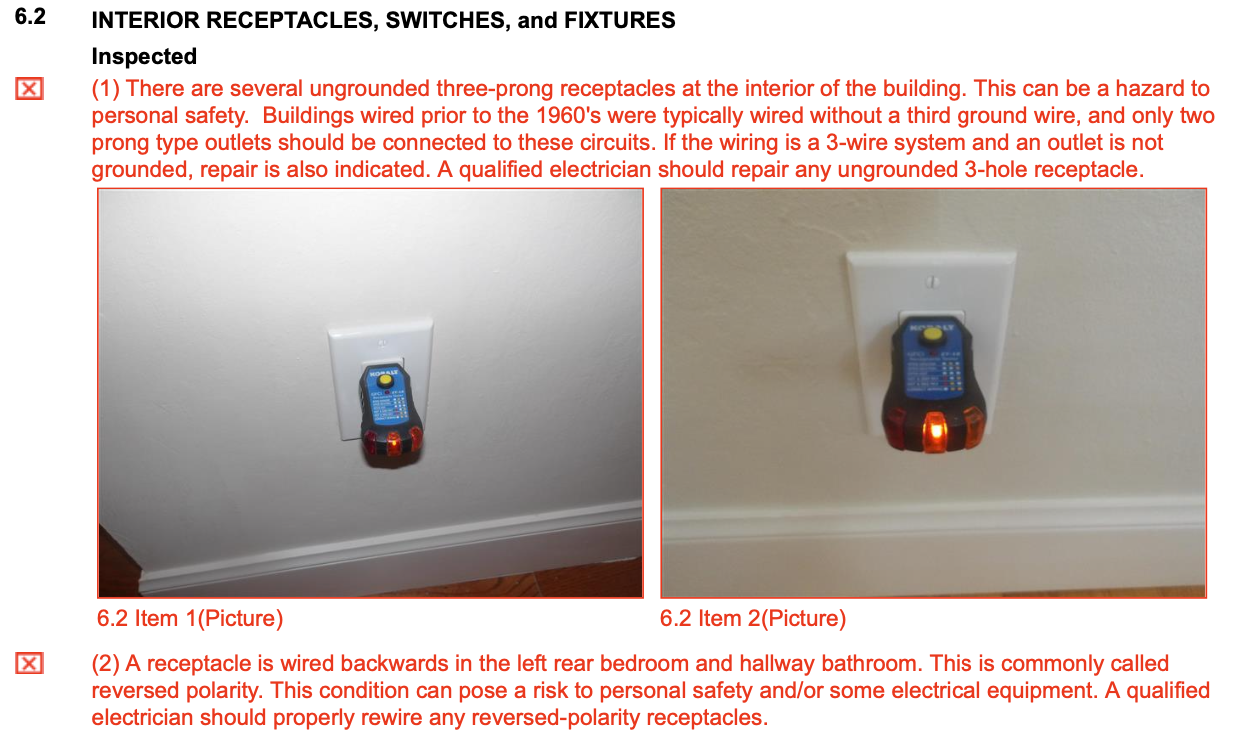 6.2 INTERIOR RECEPTACLES, SWITCHES, and FIXTURES
Inspected
(1) There are several ungrounded three-prong receptacles at the interior of the building. This can be a hazard to
personal safety.  Buildings wired prior to the 1960's were typically wired without a third ground wire, and only two
prong type outlets should be connected to these circuits. If the wiring is a 3-wire system and an outlet is not
grounded, repair is also indicated. A qualified electrician should repair any ungrounded 3-hole receptacle.
KOBALT
KOBALT
6.2 Item 1(Picture)
6.2 Item 2(Picture)
(2) A receptacle is wired backwards in the left rear bedroom and hallway bathroom. This is commonly called
reversed polarity. This condition can pose a risk to personal safety and/or some electrical equipment. A qualified
electrician should properly rewire any reversed-polarity receptacles.